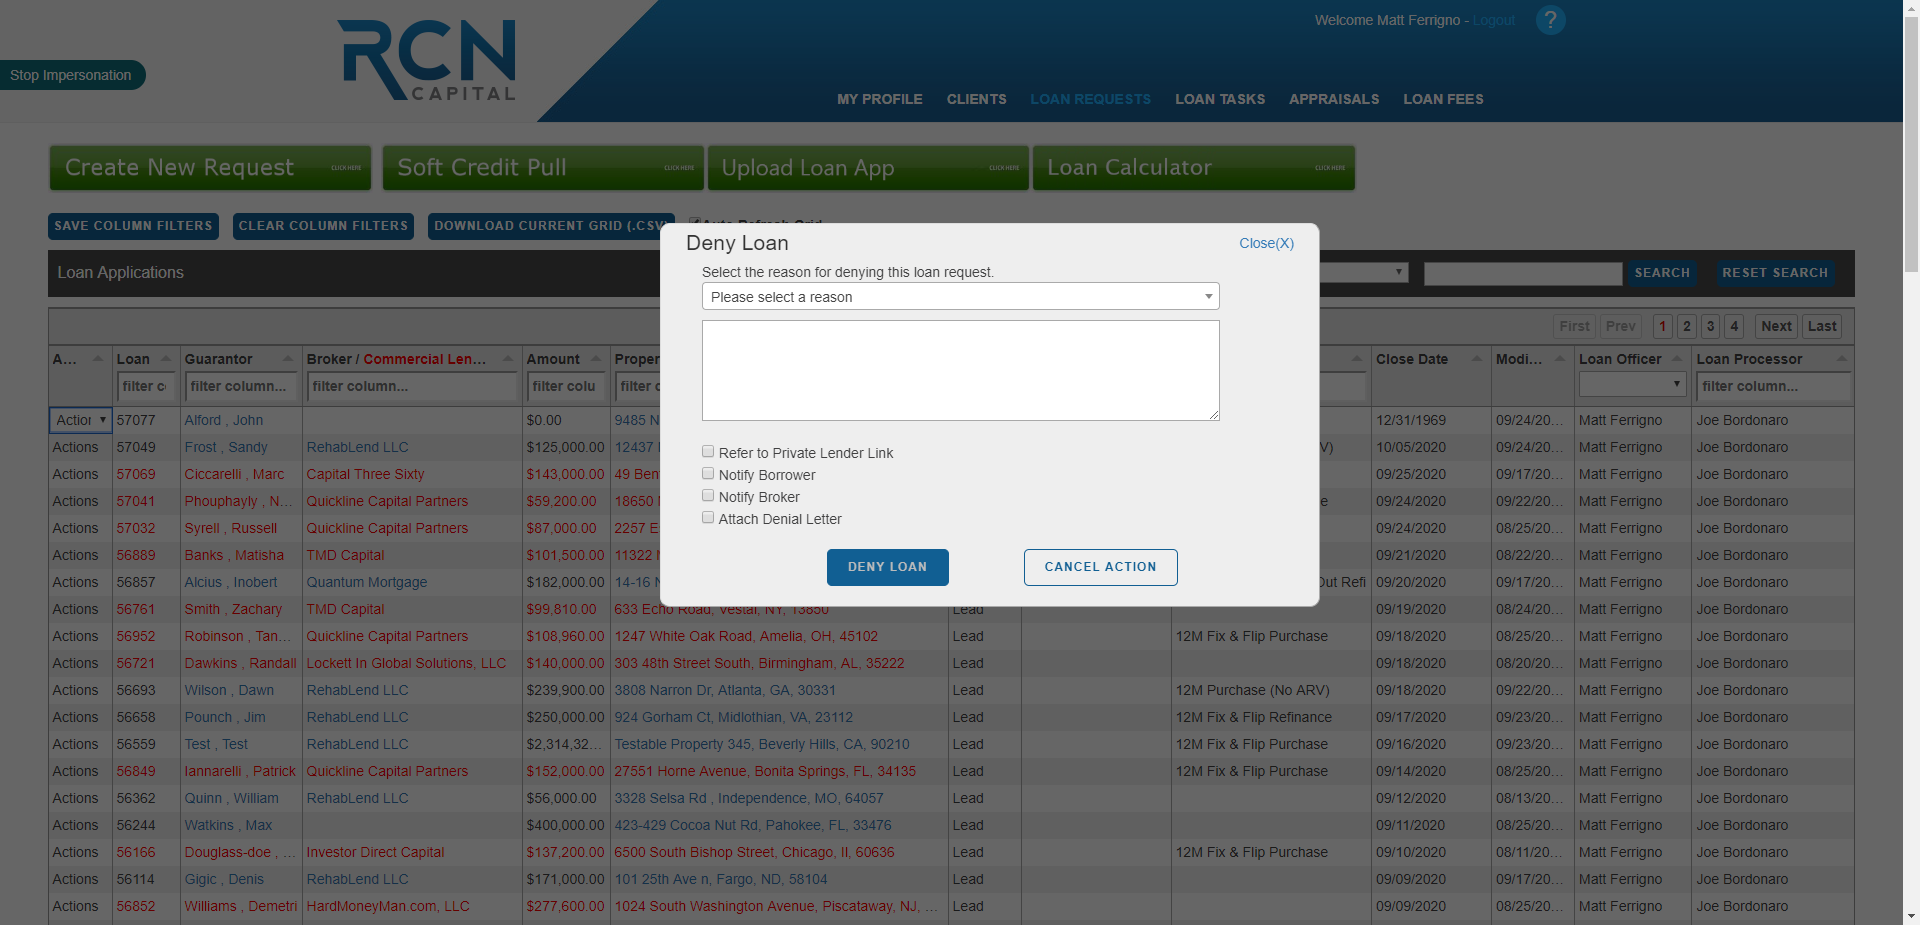 Welcome Matt Ferrigno - Logout ?
RCN
CAPITAL
Stop Impersonation
MY PROFILE CLIENTS LOAN REQUESTS LOAN TASKS APPRAISALS LOAN FEES
Create New Request CLICK HERE Soft Credit Pull CLICK HERE Upload Loan App CLICK HERE Loan Calculator CLICK HERE
SAVE COLUMN FILTERS CLEAR COLUMN FILTERS DOWNLOAD CURRENT GRID (.CSV) Auto Refresh Grid
Loan Applications SEARCH RESET SEARCH
Deny Loan Close(X)
Select the reason for denying this loan request.
Please select a reason
Refer to Private Lender Link
Notify Borrower
Notify Broker
Attach Denial Letter
DENY LOAN CANCEL ACTION
First Prev 1 2 3 4 Next Last
A... Loan Guarantor Broker / Commercial Len... Amount Proper Close Date Modi... Loan Officer Loan Processor
filter c filter column... filter column... filter colu filter c filter column...
Action 57077 Alford , John $0.00 9485 N 12/31/1969 09/24/20... Matt Ferrigno Joe Bordonaro
Actions 57049 Frost , Sandy RehabLend LLC $125,000.00 12437 V) 10/05/2020 09/24/20... Matt Ferrigno Joe Bordonaro
Actions 57069 Ciccarelli , Marc Capital Three Sixty $143,000.00 49 Ben 09/25/2020 09/17/20... Matt Ferrigno Joe Bordonaro
Actions 57041 Phouphayly , N... Quickline Capital Partners $59,200.00 18650 e 09/24/2020 09/22/20... Matt Ferrigno Joe Bordonaro
Actions 57032 Syrell , Russell Quickline Capital Partners $87,000.00 2257 E 09/24/2020 08/25/20... Matt Ferrigno Joe Bordonaro
Actions 56889 Banks , Matisha TMD Capital $101,500.00 11322 09/21/2020 08/22/20... Matt Ferrigno Joe Bordonaro
Actions 56857 Alcius , Inobert Quantum Mortgage $182,000.00 14-16 N Out Refi 09/20/2020 09/17/20... Matt Ferrigno Joe Bordonaro
Actions 56761 Smith , Zachary TMD Capital $99,810.00 633 Echo Road, Vestal, NY, 13850 Lead 09/19/2020 08/24/20... Matt Ferrigno Joe Bordonaro
Actions 56952 Robinson , Tan... Quickline Capital Partners $108,960.00 1247 White Oak Road, Amelia, OH, 45102 Lead 12M Fix & Flip Purchase 09/18/2020 08/25/20... Matt Ferrigno Joe Bordonaro
Actions 56721 Dawkins , Randall Lockett In Global Solutions, LLC $140,000.00 303 48th Street South, Birmingham, AL, 35222 Lead 09/18/2020 08/20/20... Matt Ferrigno Joe Bordonaro
Actions 56693 Wilson , Dawn RehabLend LLC $239,900.00 3808 Narron Dr, Atlanta, GA, 30331 Lead 12M Purchase (No ARV) 09/18/2020 09/22/20... Matt Ferrigno Joe Bordonaro
Actions 56658 Pounch , Jim RehabLend LLC $250,000.00 924 Gorham Ct, Midlothian, VA, 23112 Lead 12M Fix & Flip Refinance 09/17/2020 09/23/20... Matt Ferrigno Joe Bordonaro
Actions 56559 Test , Test RehabLend LLC $2,314,32... Testable Property 345, Beverly Hills, CA, 90210 Lead 12M Fix & Flip Purchase 09/16/2020 09/23/20... Matt Ferrigno Joe Bordonaro
Actions 56849 Iannarelli , Patrick Quickline Capital Partners $152,000.00 27551 Horne Avenue, Bonita Springs, FL, 34135 Lead 12M Fix & Flip Purchase 09/14/2020 08/25/20... Matt Ferrigno Joe Bordonaro
Actions 56362 Quinn , William RehabLend LLC $56,000.00 3328 Selsa Rd , Independence, MO, 64057 Lead 09/12/2020 08/13/20... Matt Ferrigno Joe Bordonaro
Actions 56244 Watkins , Max $400,000.00 423-429 Cocoa Nut Rd, Pahokee, FL, 33476 Lead 09/11/2020 08/25/20... Matt Ferrigno Joe Bordonaro
Actions 56166 Douglass-doe , ... Investor Direct Capital $137,200.00 6500 South Bishop Street, Chicago, Il, 60636 Lead 12M Fix & Flip Purchase 09/10/2020 08/11/20... Matt Ferrigno Joe Bordonaro
Actions 56114 Gigic , Denis RehabLend LLC $171,000.00 101 25th Ave n, Fargo, ND, 58104 Lead 09/09/2020 09/17/20... Matt Ferrigno Joe Bordonaro
Actions 56852 Williams , Demetri HardMoneyMan.com, LLC $277,600.00 1024 South Washington Avenue, Piscataway, NJ, ... Lead 09/09/2020 08/25/20... Matt Ferrigno Joe Bordonaro